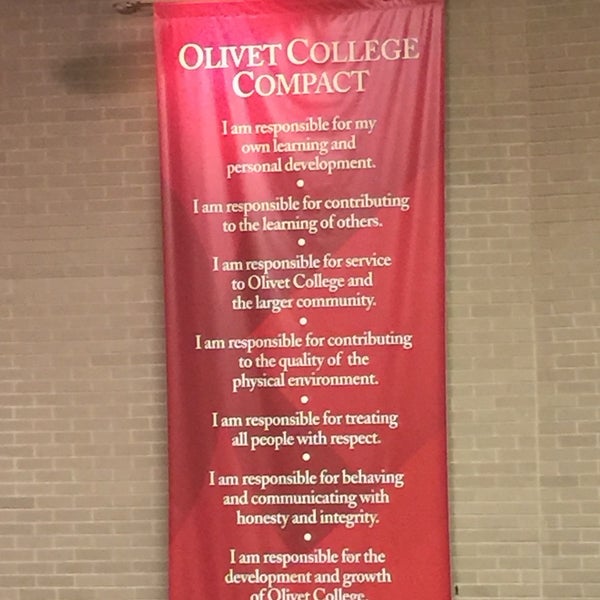 OLIVET COLLEGE
COMPACT
I am responsible for my
own learning and
personal development.
•
I am responsible for contributing
to the learning of others.
•
I am responsible for service
to Olivet College and
the larger community.
•
I am responsible for contributing
to the quality of the
physical environment.
•
I am responsible for treating
all people with respect.
•
I am responsible for behaving
and communicating with
honesty and integrity.
•
I am responsible for the
development and growth
of Olivet College.